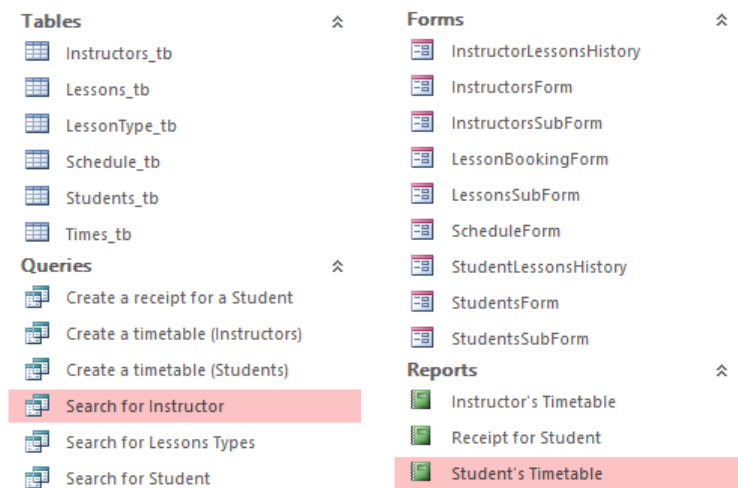 Tables
Instructors_tb
Lessons_tb
LessonType_tb
Schedule_tb
Students_tb
Times_tb
Queries
Create a receipt for a Student
Create a timetable (Instructors)
Create a timetable (Students)
Search for Instructor
Search for Lessons Types
Search for Student
Forms
InstructorLessonsHistory
InstructorsForm
InstructorsSubForm
LessonBookingForm
LessonsSubForm
ScheduleForm
StudentLessonsHistory
StudentsForm
StudentsSubForm
Reports
Instructor's Timetable
Receipt for Student
Student's Timetable